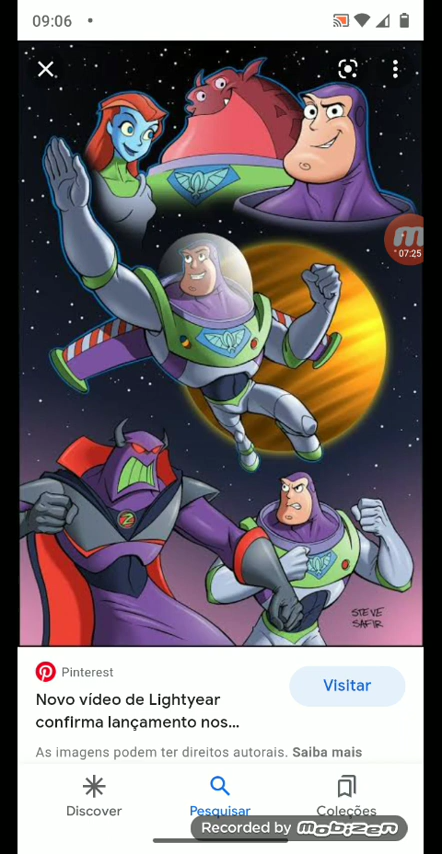 09:06
07:25
Z
STEVE
SAFIR
Pinterest
Novo vídeo de Lightyear
confirma lançamento nos...
Visitar
As imagens podem ter direitos autorais. Saiba mais
Discover
Pesquisar
Coleções
Recorded by mobizen